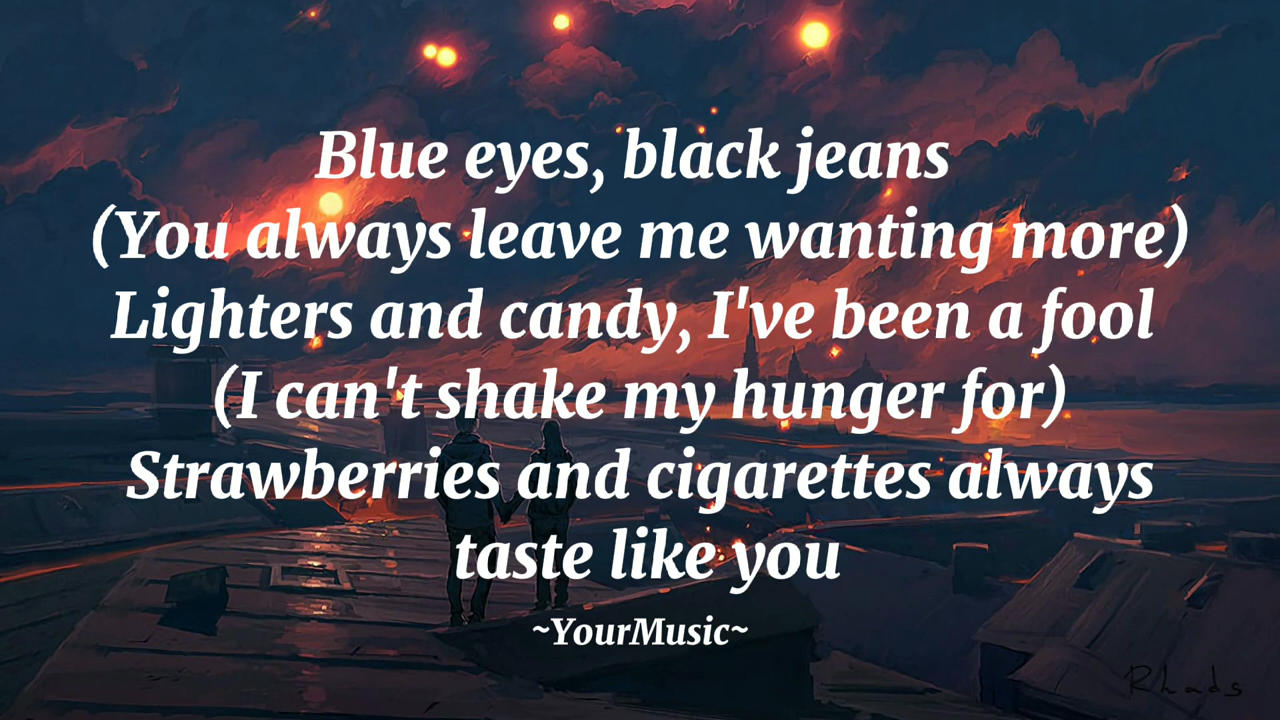 Blue eyes, black jeans
(You always leave me wanting more)
Lighters and candy, I've been a fool
(I can't shake my hunger for)
Strawberries and cigarettes always
taste like you
~YourMusic~
Rhads